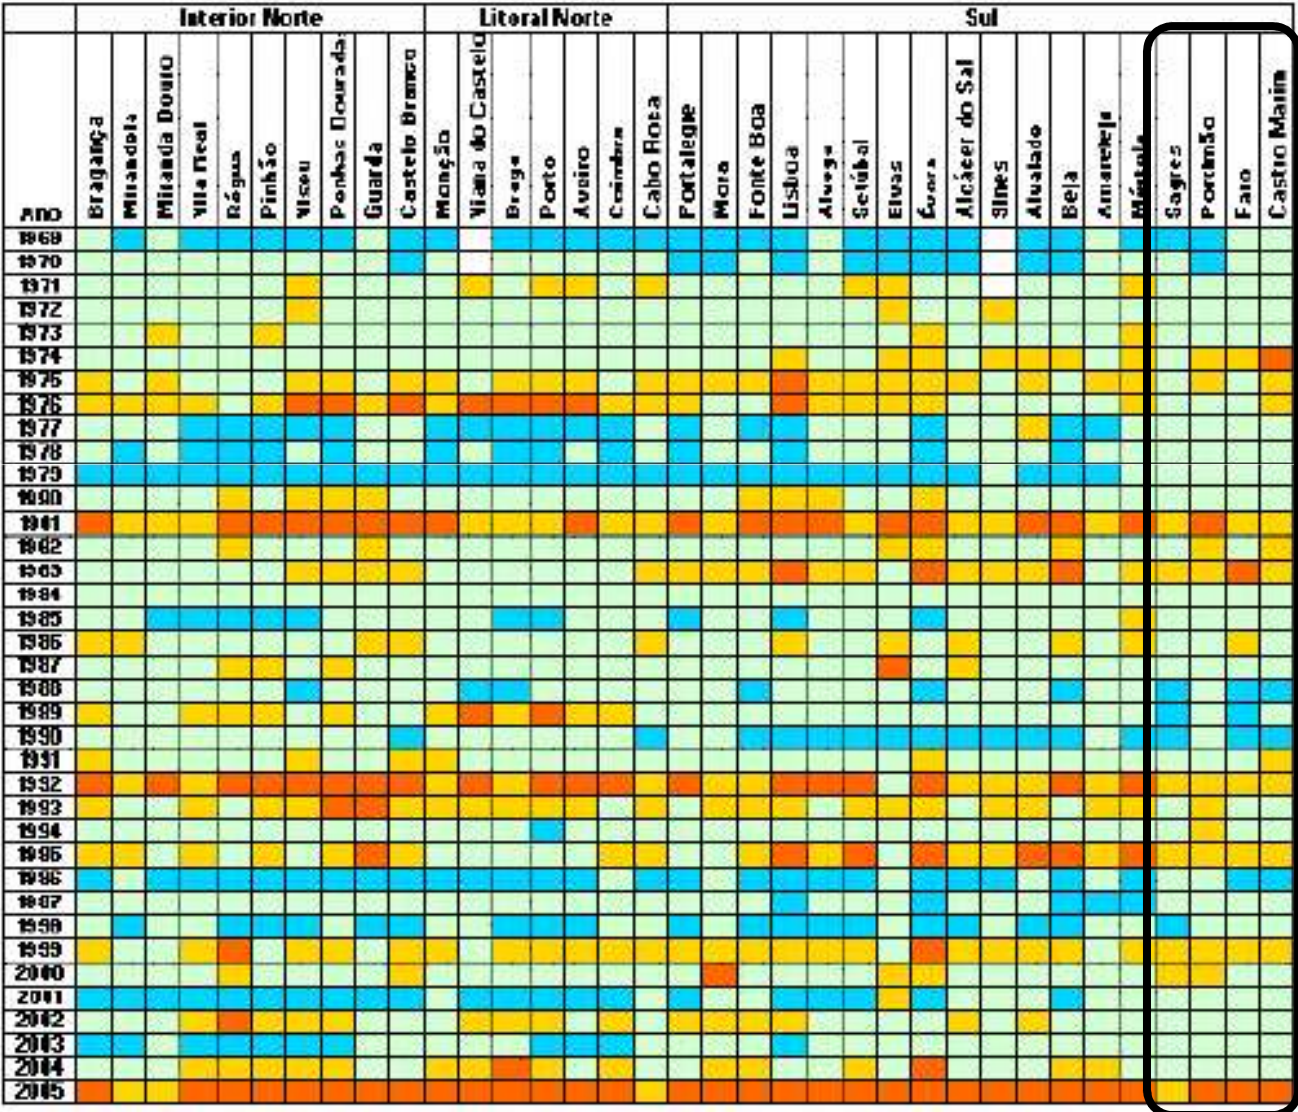 Interior Norte
Litoral Norte
Sul
ANO
Bragança
Mirandela
Miranda Douro
Vila Real
Régua
Pinhão
Viseu
Penhas Douradas
Guarda
Castelo Branco
Monção
Viana do Castelo
Braga
Porto
Aveiro
Coimbra
Cabo Roca
Portalegre
Mora
Fonte Boa
Lisboa
Alvega
Setúbal
Elvas
Évora
Alcácer do Sal
Sines
Alvalade
Beja
Amareleja
Mértola
Sagres
Portimão
Faro
Castro Marim
1969
1970
1971
1972
1973
1974
1975
1976
1977
1978
1979
1980
1981
1982
1983
1984
1985
1986
1987
1988
1989
1990
1991
1992
1993
1994
1995
1996
1997
1998
1999
2000
2001
2002
2003
2004
2005